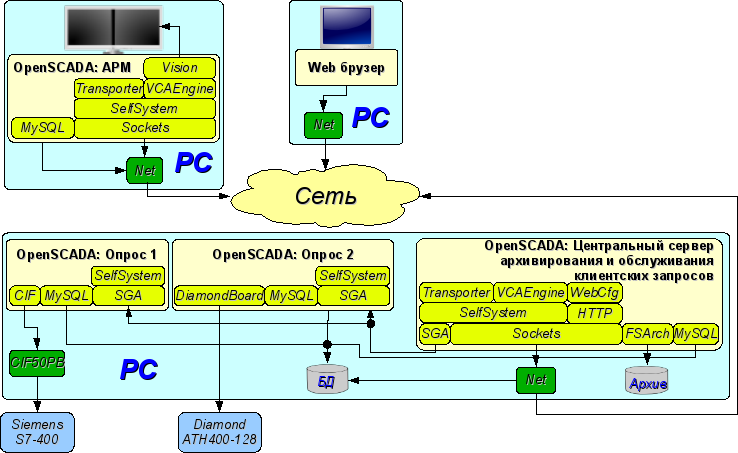 OpenSCADA: АРМ
Vision
Transporter
VCAEngine
SelfSystem
MySQL
Sockets
Net
PC
Web брузер
Net
PC
Сеть
OpenSCADA: Опрос 1
SelfSystem
CIF
MySQL
SGA
OpenSCADA: Опрос 2
SelfSystem
DiamondBoard
MySQL
SGA
OpenSCADA: Центральный сервер
архивирования и обслуживания
клиентских запросов
Transporter
VCAEngine
WebCfg
SelfSystem
HTTP
SGA
Sockets
FSArch
MySQL
CIF50PB
PC
БД
Net
Архив
Siemens
S7-400
Diamond
ATH400-128